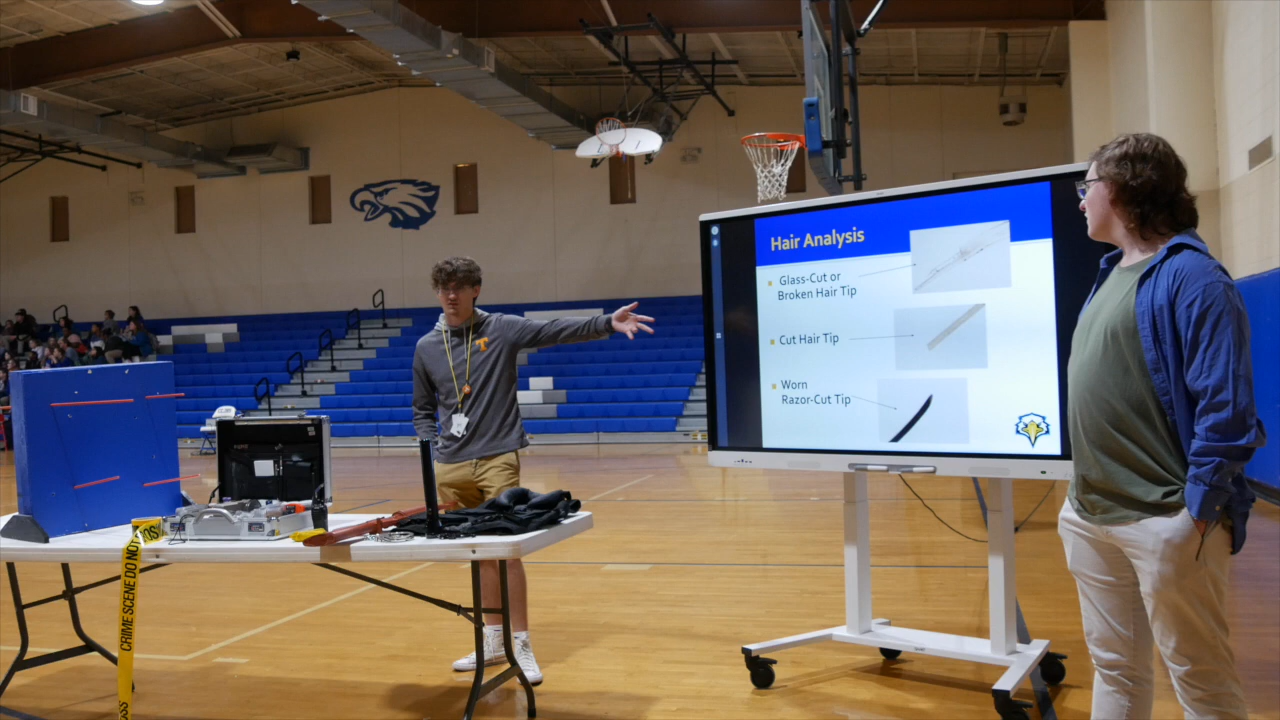 Hair Analysis
Glass-Cut or
Broken Hair Tip
Cut Hair Tip
Worn
Razor-Cut Tip
T
CRIME SCENE DO NOT